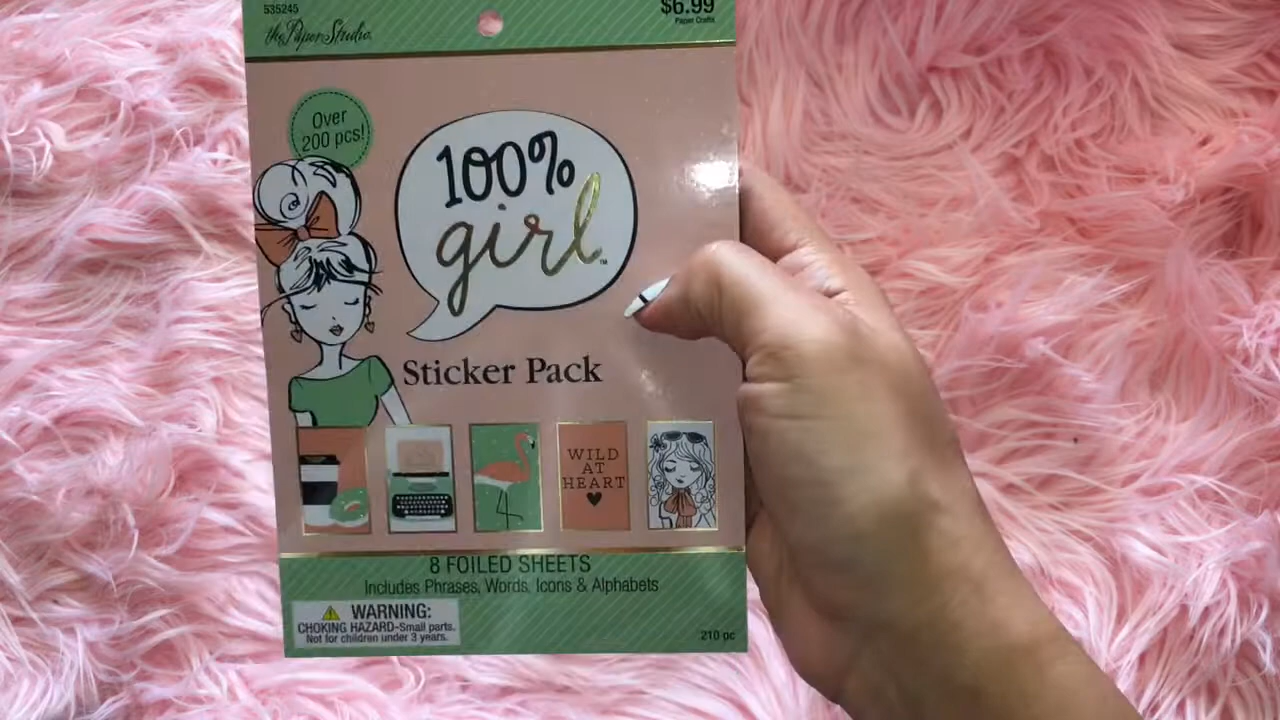 535245
$6.99
Paper Crafts
the Paper Studio
Over
200 pcs!
100%
girl
TM
Sticker Pack
WILD
AT
HEART
8 FOILED SHEETS
Includes Phrases, Words, Icons & Alphabets
WARNING:
CHOKING HAZARD-Small parts.
Not for children under 3 years.
210 pc